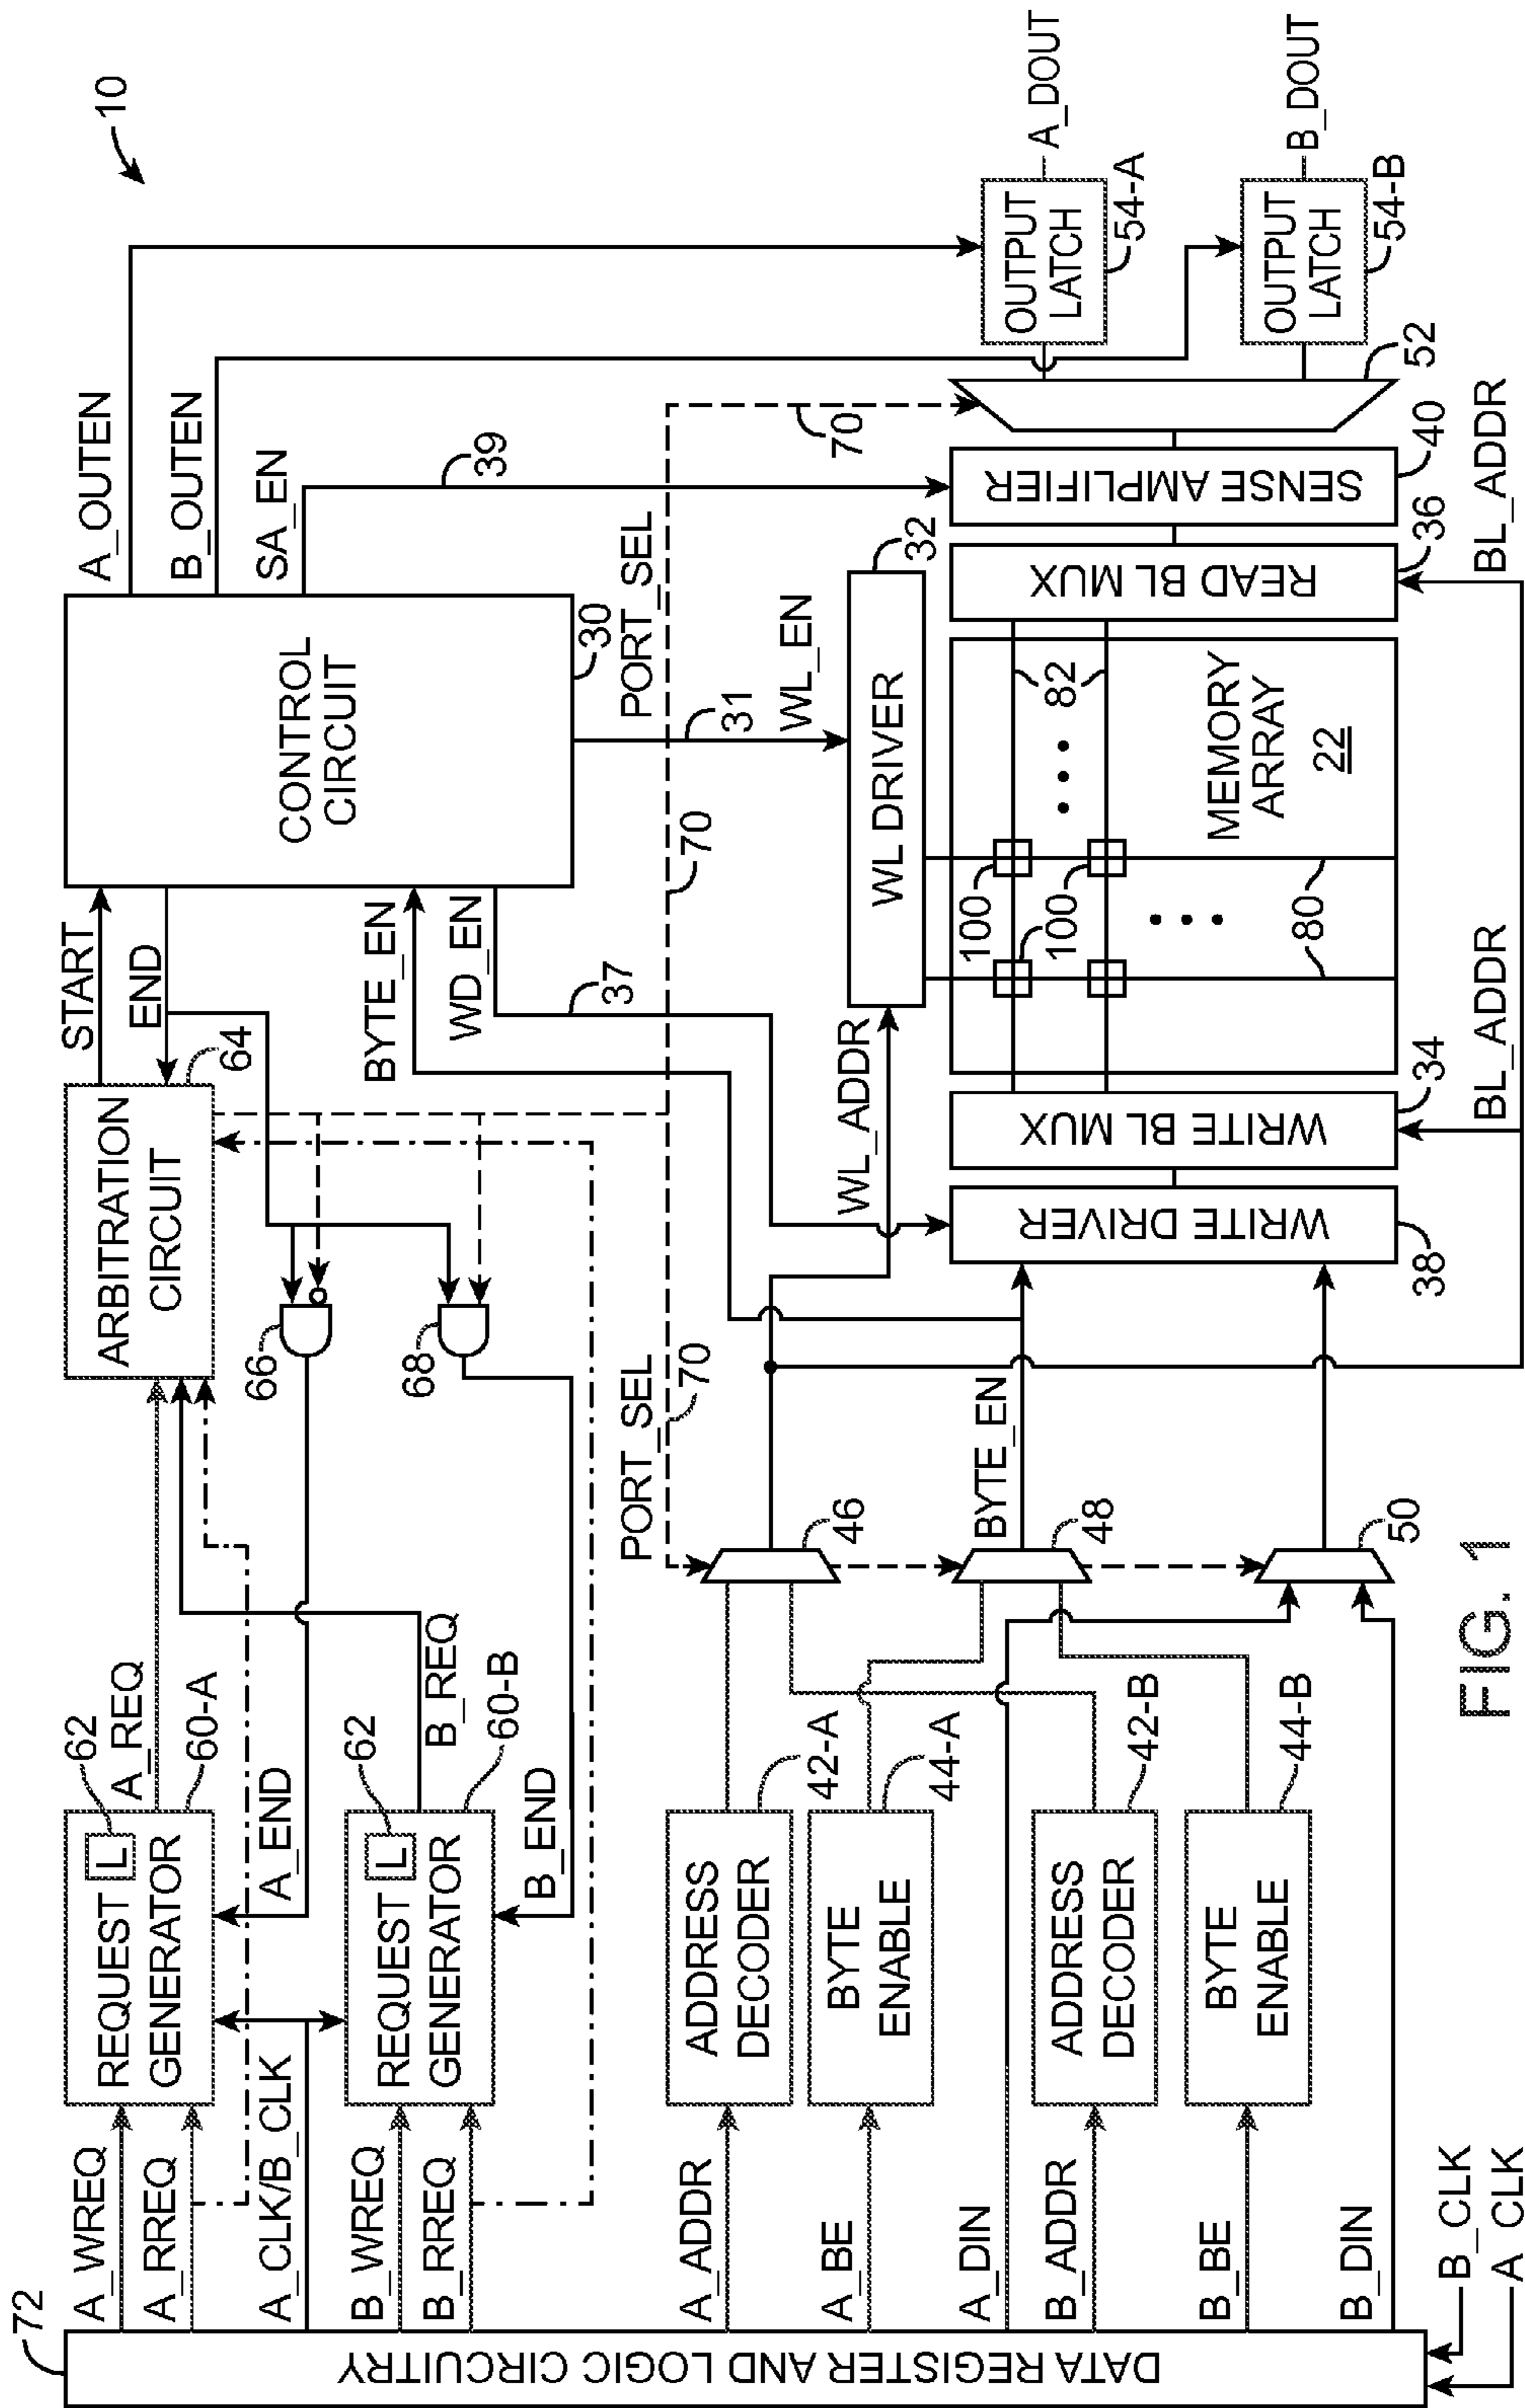 10
72
DATA REGISTER AND LOGIC CIRCUITRY
A_WREQ
A_RREQ
A_CLK/B_CLK
B_WREQ
B_RREQ
A_ADDR
A_BE
A_DIN
B_ADDR
B_BE
B_DIN
B_CLK
A_CLK
REQUEST
GENERATOR
L
62
A_REQ
60-A
A_END
REQUEST
GENERATOR
L
62
B_REQ
60-B
B_END
ADDRESS
DECODER
42-A
BYTE
ENABLE
44-A
ADDRESS
DECODER
42-B
BYTE
ENABLE
44-B
ARBITRATION
CIRCUIT
64
66
68
START
END
BYTE_EN
WD_EN
37
PORT_SEL
70
46
BYTE_EN
48
50
CONTROL
CIRCUIT
30
A_OUTEN
B_OUTEN
SA_EN
39
PORT_SEL
70
70
31
WL_EN
WL_ADDR
WL DRIVER
32
WRITE DRIVER
38
WRITE BL MUX
34
BL_ADDR
100
100
82
80
MEMORY
ARRAY
22
READ BL MUX
36
BL_ADDR
SENSE AMPLIFIER
40
52
OUTPUT
LATCH
54-A
A_DOUT
OUTPUT
LATCH
54-B
B_DOUT
FIG. 1